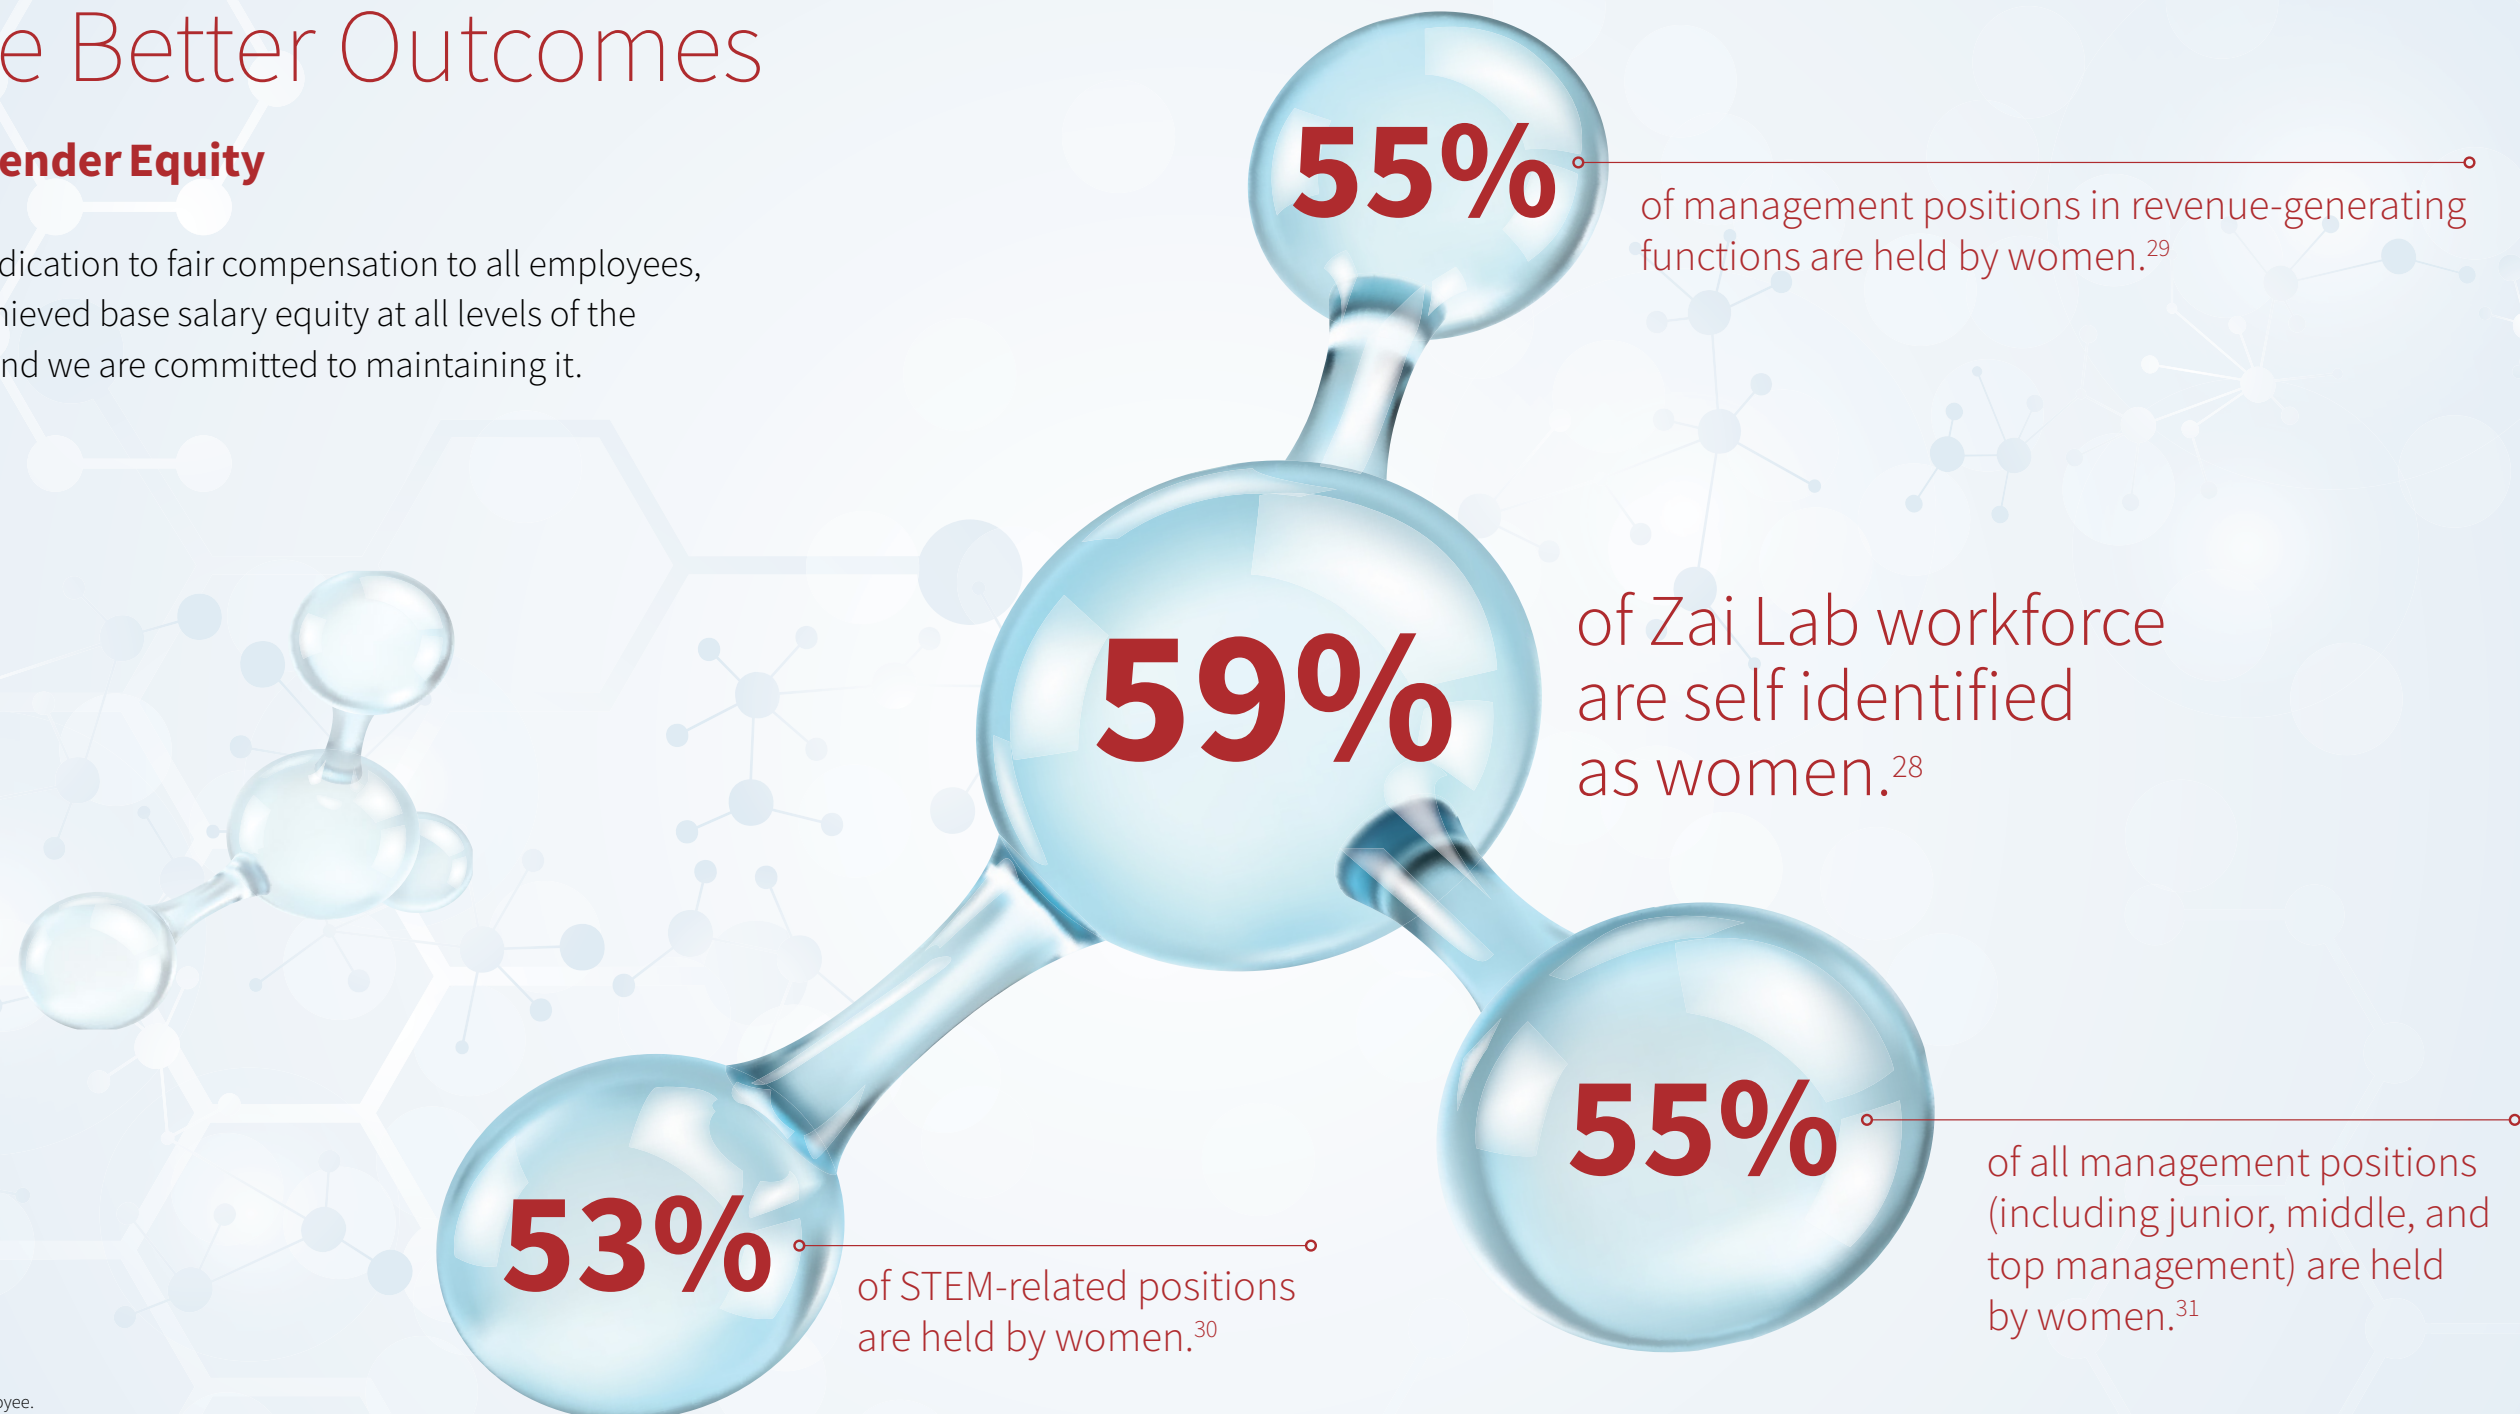 e Better Outcomes
ender Equity
dication to fair compensation to all employees,
nieved base salary equity at all levels of the
nd we are committed to maintaining it.
55%
of management positions in revenue-generating
functions are held by women.29
59%
of Zai Lab workforce
are self identified
as women.28
55%
of all management positions
(including junior, middle, and
top management) are held
by women.31
53%
of STEM-related positions
are held by women.30
oyee.